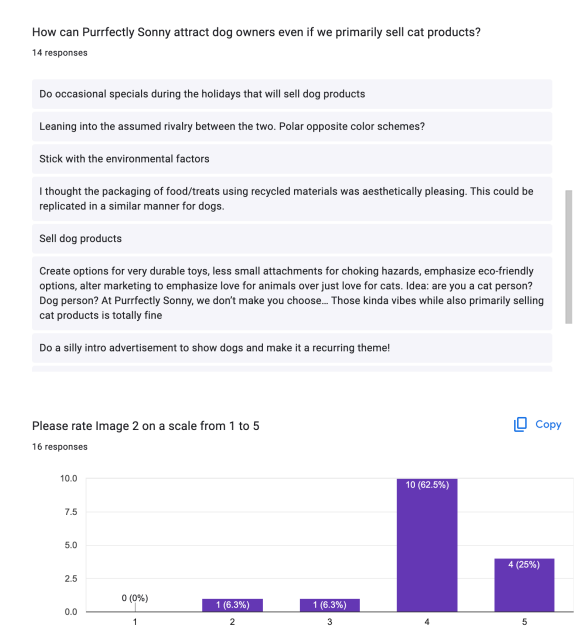 How can Purrfectly Sonny attract dog owners even if we primarily sell cat products?
14 responses
Do occasional specials during the holidays that will sell dog products
Leaning into the assumed rivalry between the two. Polar opposite color schemes?
Stick with the environmental factors
I thought the packaging of food/treats using recycled materials was aesthetically pleasing. This could be
replicated in a similar manner for dogs.
Sell dog products
Create options for very durable toys, less small attachments for choking hazards, emphasize eco-friendly
options, alter marketing to emphasize love for animals over just love for cats. Idea: are you a cat person?
Dog person? At Purrfectly Sonny, we don't make you choose... Those kinda vibes while also primarily selling
cat products is totally fine
Do a silly intro advertisement to show dogs and make it a recurring theme!
Please rate Image 2 on a scale from 1 to 5
Copy
16 responses
10.0
7.5
5.0
2.5
0.0
0 (0%)
1 (6.3%)
1 (6.3%)
10 (62.5%)
4 (25%)
1 2 3 4 5